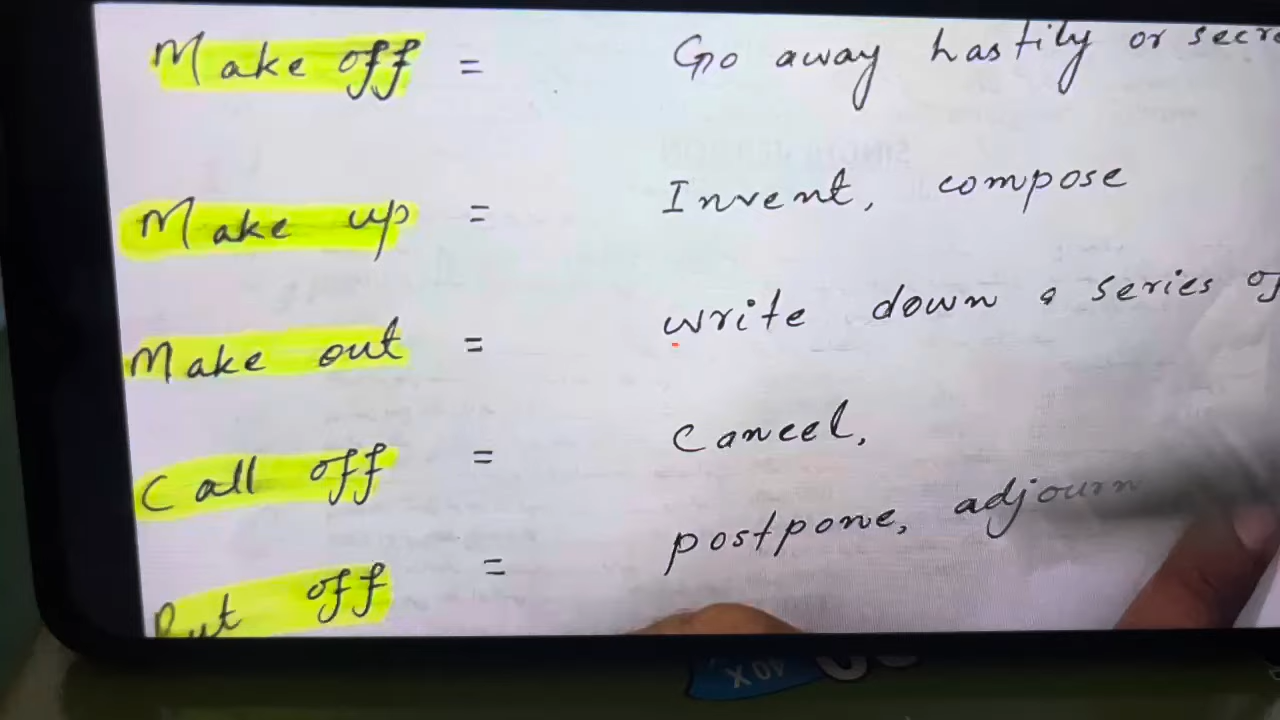 Make off = Go away hastily or
Make up = Invent, compose
Make out = write down a series of
Call off = Cancel,
Put off = postpone, adjourn
40 X